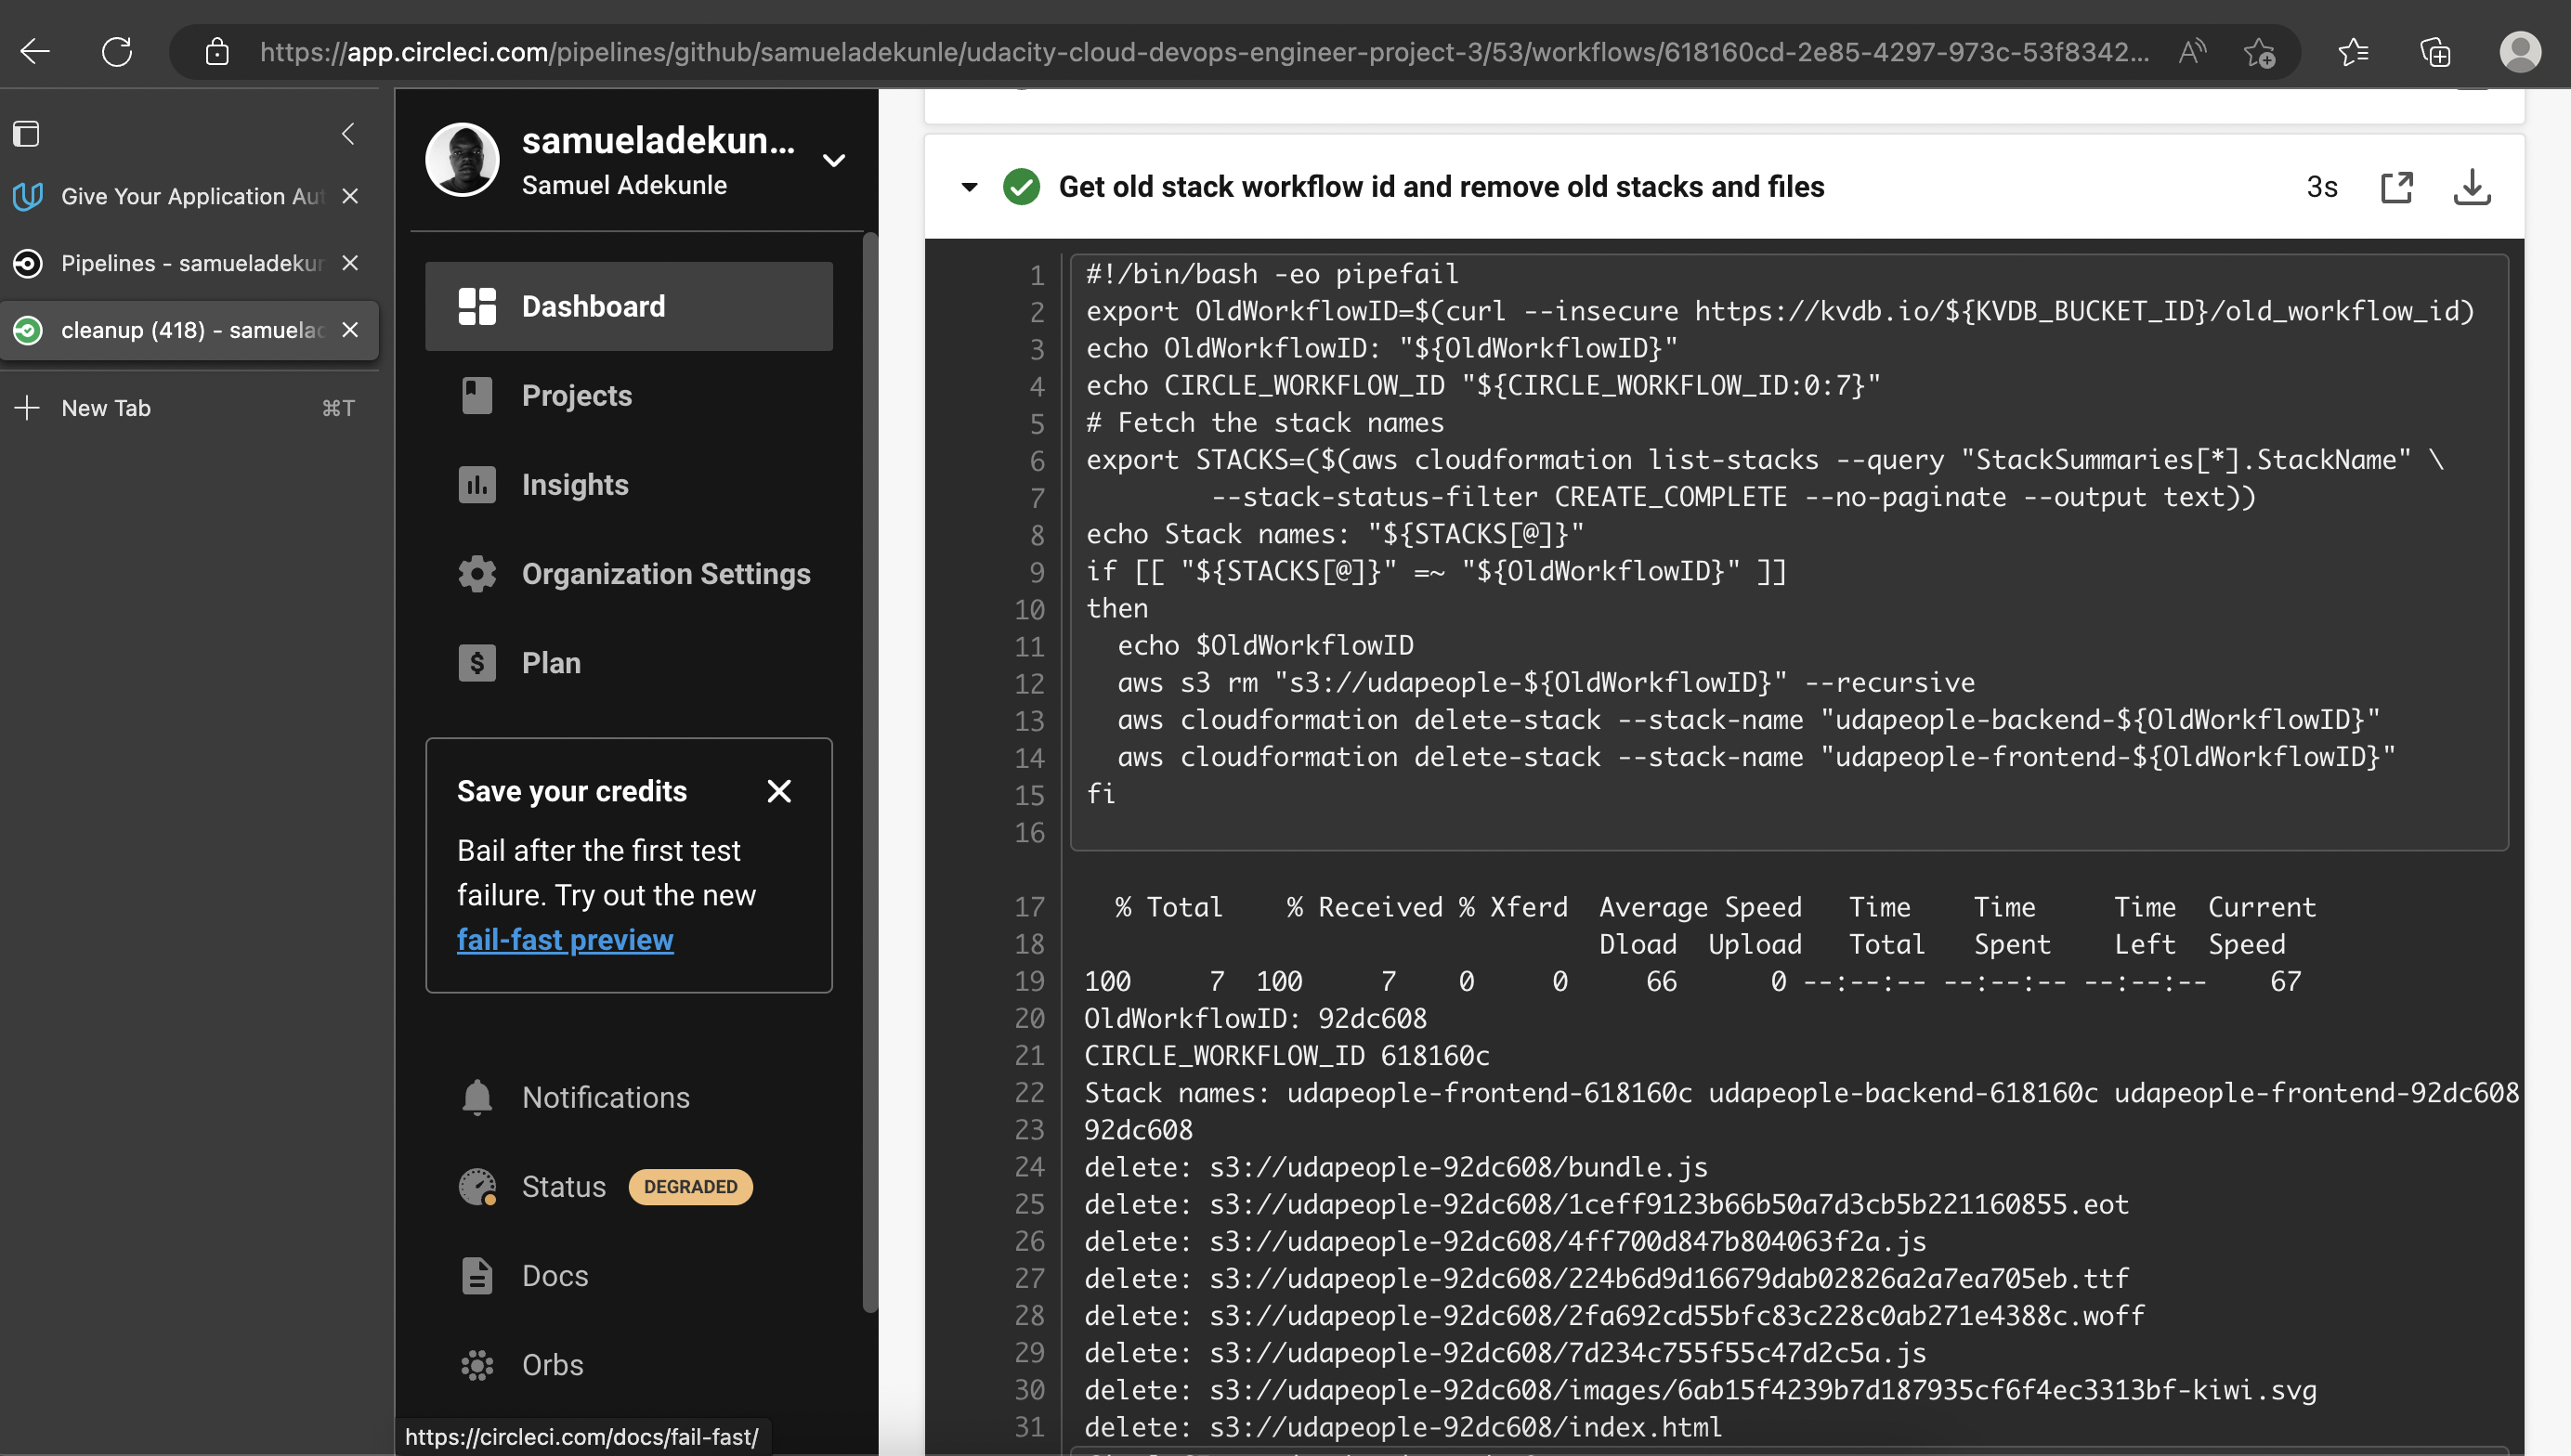 https://app.circleci.com/pipelines/github/samueladekunle/udacity-cloud-devops-engineer-project-3/53/workflows/618160cd-2e85-4297-973c-53f8342...
Give Your Application Aut
Pipelines - samueladekur
cleanup (418) - samuelad
New Tab
⌘T
samueladekun...
Samuel Adekunle
Dashboard
Projects
Insights
Organization Settings
Plan
Save your credits
Bail after the first test
failure. Try out the new
fail-fast preview
Notifications
Status DEGRADED
Docs
Orbs
https://circleci.com/docs/fail-fast/
Get old stack workflow id and remove old stacks and files
3s
1 #!/bin/bash -eo pipefail
2 export OldWorkflowID=$(curl --insecure https://kvdb.io/${KVDB_BUCKET_ID}/old_workflow_id)
3 echo OldWorkflowID: "${OldWorkflowID}"
4 echo CIRCLE_WORKFLOW_ID "${CIRCLE_WORKFLOW_ID:0:7}"
5 # Fetch the stack names
6 export STACKS=($(aws cloudformation list-stacks --query "StackSummaries[*].StackName" \
7 --stack-status-filter CREATE_COMPLETE --no-paginate --output text))
8 echo Stack names: "${STACKS[@]}"
9 if [[ "${STACKS[@]}" =~ "${OldWorkflowID}" ]]
10 then
11 echo $OldWorkflowID
12 aws s3 rm "s3://udapeople-${OldWorkflowID}" --recursive
13 aws cloudformation delete-stack --stack-name "udapeople-backend-${OldWorkflowID}"
14 aws cloudformation delete-stack --stack-name "udapeople-frontend-${OldWorkflowID}"
15 fi
16
17 % Total % Received % Xferd Average Speed Time Time Time Current
18 Dload Upload Total Spent Left Speed
19 100 7 100 7 0 0 66 0 --:--:-- --:--:-- --:--:-- 67
20 OldWorkflowID: 92dc608
21 CIRCLE_WORKFLOW_ID 618160c
22 Stack names: udapeople-frontend-618160c udapeople-backend-618160c udapeople-frontend-92dc608
23 92dc608
24 delete: s3://udapeople-92dc608/bundle.js
25 delete: s3://udapeople-92dc608/1ceff9123b66b50a7d3cb5b221160855.eot
26 delete: s3://udapeople-92dc608/4ff700d847b804063f2a.js
27 delete: s3://udapeople-92dc608/224b6d9d16679dab02826a2a7ea705eb.ttf
28 delete: s3://udapeople-92dc608/2fa692cd55bfc83c228c0ab271e4388c.woff
29 delete: s3://udapeople-92dc608/7d234c755f55c47d2c5a.js
30 delete: s3://udapeople-92dc608/images/6ab15f4239b7d187935cf6f4ec3313bf-kiwi.svg
31 delete: s3://udapeople-92dc608/index.html